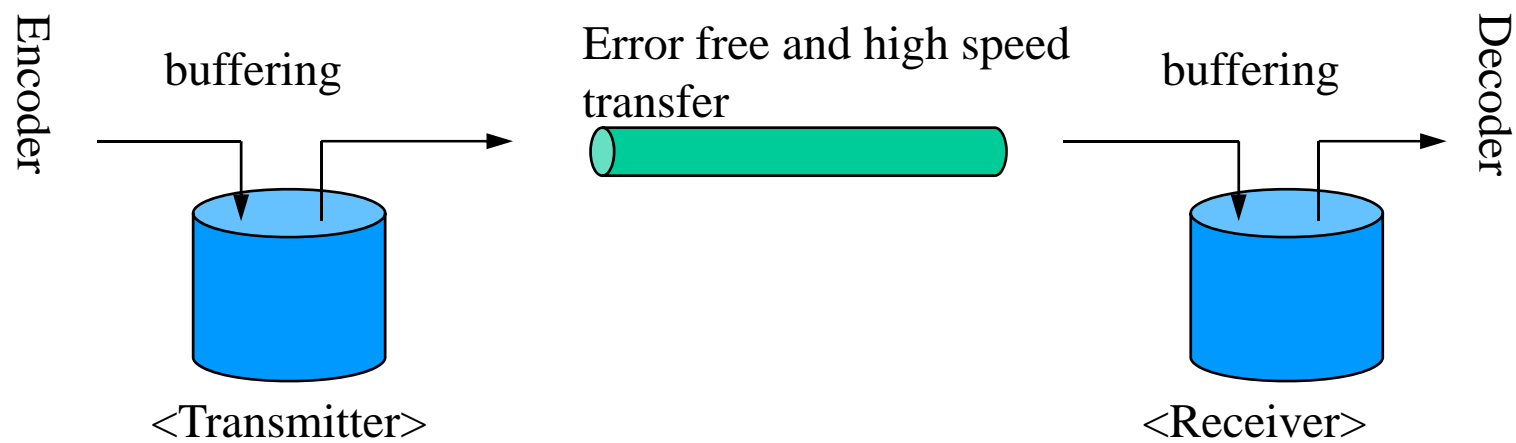 Encoder
buffering
Error free and high speed
transfer
buffering
Decoder
<Transmitter>
<Receiver>